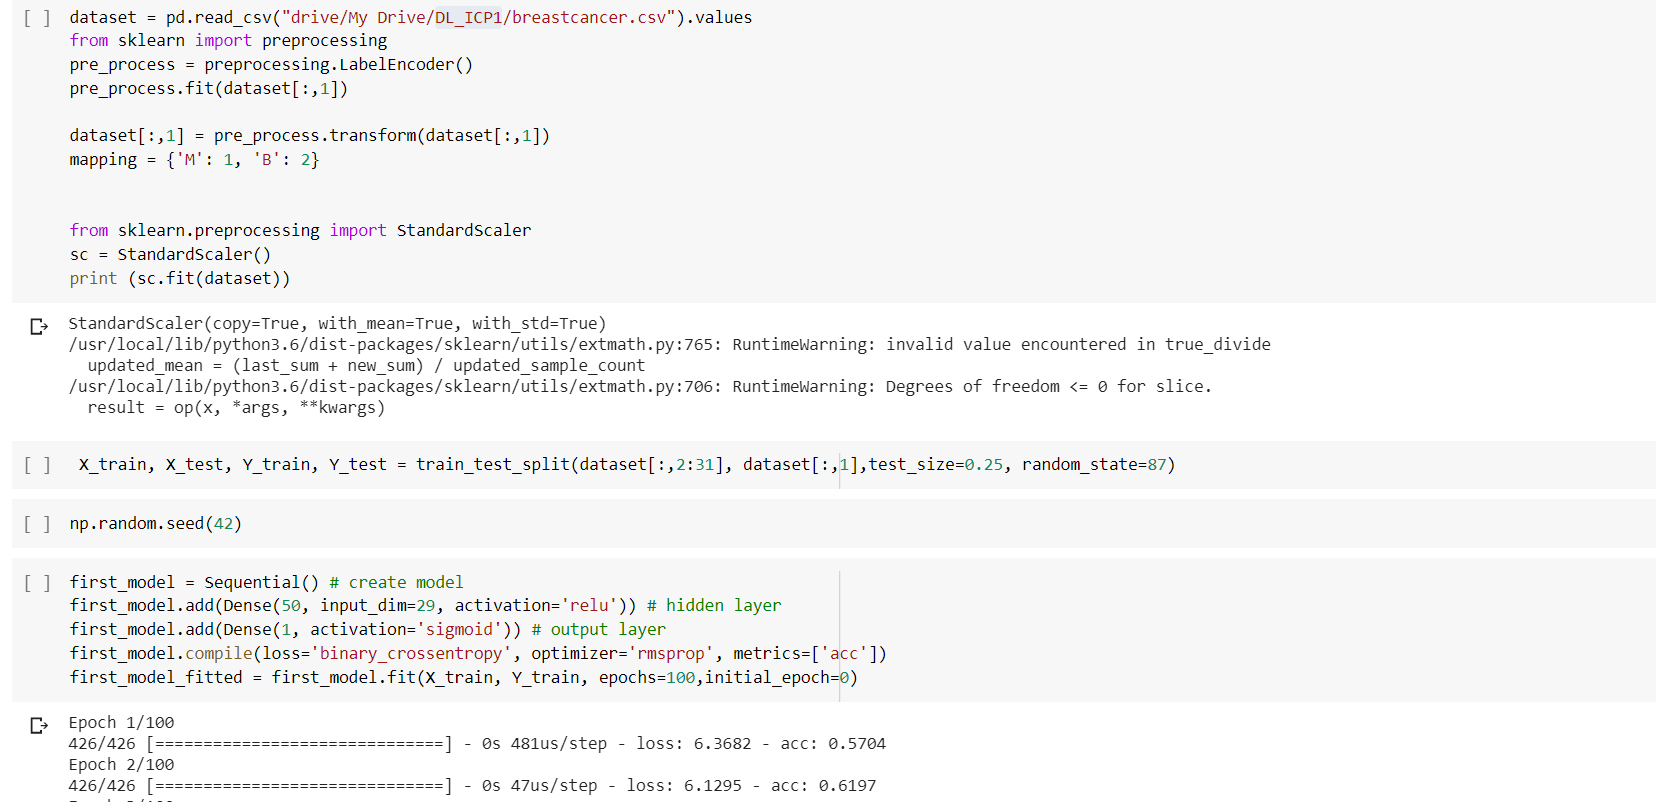 [ ] dataset = pd.read_csv("drive/My Drive/DL_ICP1/breastcancer.csv").values
from sklearn import preprocessing
pre_process = preprocessing.LabelEncoder()
pre_process.fit(dataset[:,1])
dataset[:,1] = pre_process.transform(dataset[:,1])
mapping = {'M': 1, 'B': 2}
from sklearn.preprocessing import StandardScaler
sc = StandardScaler()
print (sc.fit(dataset))
StandardScaler(copy=True, with_mean=True, with_std=True)
/usr/local/lib/python3.6/dist-packages/sklearn/utils/extmath.py:765: RuntimeWarning: invalid value encountered in true_divide
updated_mean = (last_sum + new_sum) / updated_sample_count
/usr/local/lib/python3.6/dist-packages/sklearn/utils/extmath.py:706: RuntimeWarning: Degrees of freedom <= 0 for slice.
result = op(x, *args, **kwargs)
[ ] X_train, X_test, Y_train, Y_test = train_test_split(dataset[:,2:31], dataset[:,1],test_size=0.25, random_state=87)
[ ] np.random.seed(42)
[ ] first_model = Sequential() # create model
first_model.add(Dense(50, input_dim=29, activation='relu')) # hidden layer
first_model.add(Dense(1, activation='sigmoid')) # output layer
first_model.compile(loss='binary_crossentropy', optimizer='rmsprop', metrics=['acc'])
first_model_fitted = first_model.fit(X_train, Y_train, epochs=100,initial_epoch=0)
Epoch 1/100
426/426 [==============================] - 0s 481us/step - loss: 6.3682 - acc: 0.5704
Epoch 2/100
426/426 [==============================] - 0s 47us/step - loss: 6.1295 - acc: 0.6197